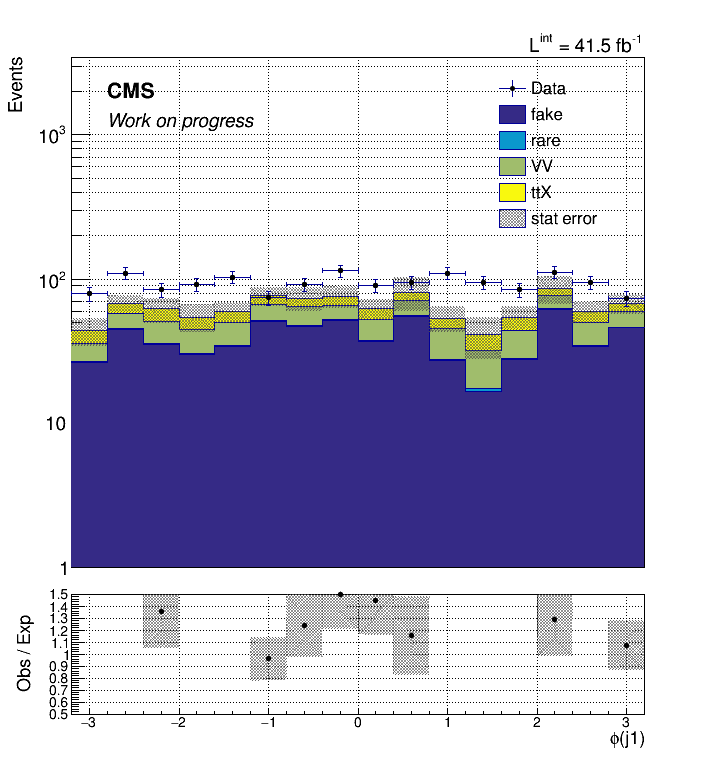 L^int = 41.5 fb^-1
Events
CMS
Work on progress
Data
fake
rare
VV
ttX
stat error
10^3
10^2
10
1
Obs / Exp
1.5
1.4
1.3
1.2
1.1
1
0.9
0.8
0.7
0.6
0.5
−3 −2 −1 0 1 2 3
ϕ(j1)